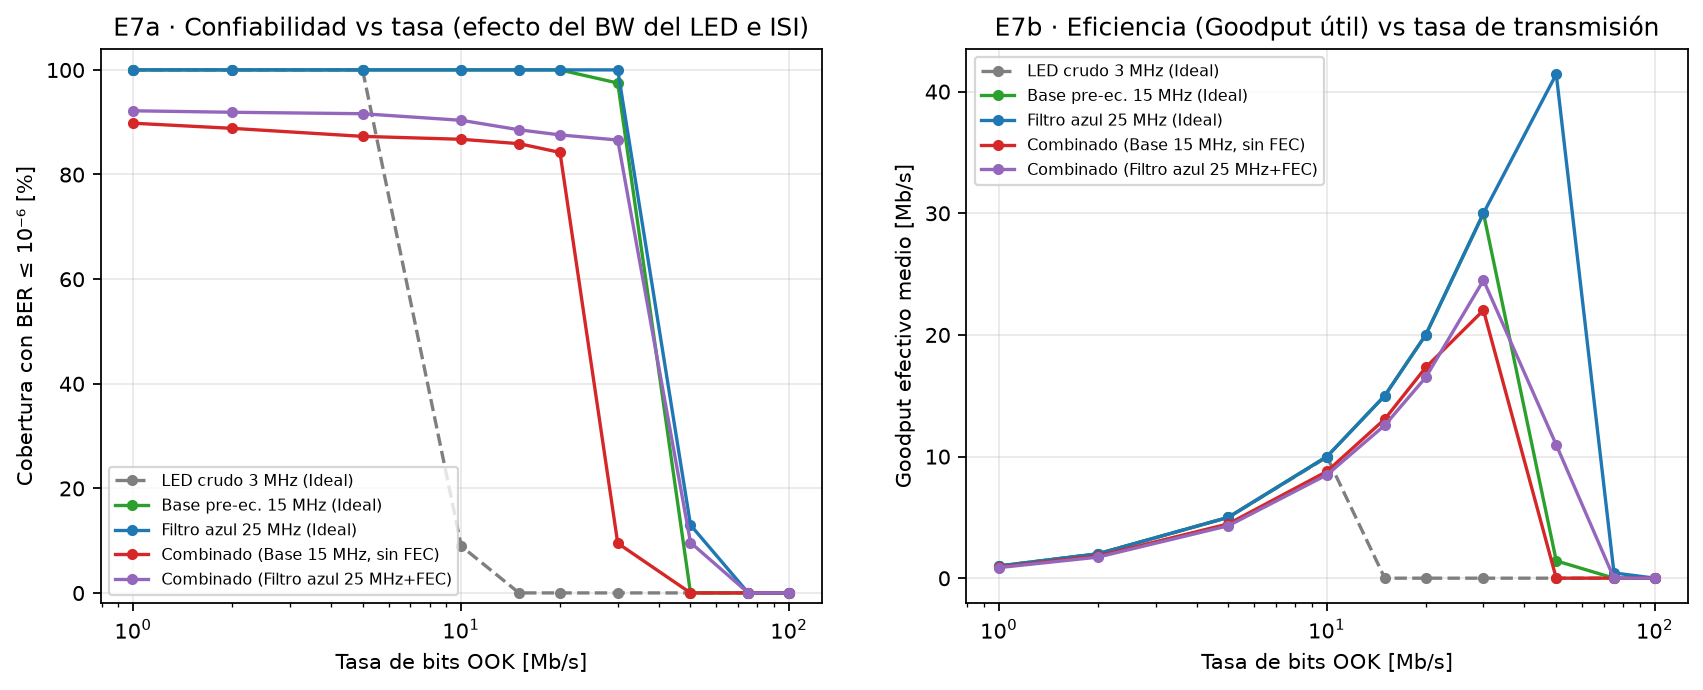 E7a · Confiabilidad vs tasa (efecto del BW del LED e ISI)
Cobertura con BER ≤ 10⁻⁶ [%]
100
80
60
40
20
0
LED crudo 3 MHz (Ideal)
Base pre-ec. 15 MHz (Ideal)
Filtro azul 25 MHz (Ideal)
Combinado (Base 15 MHz, sin FEC)
Combinado (Filtro azul 25 MHz+FEC)
10⁰ 10¹ 10²
Tasa de bits OOK [Mb/s]
E7b · Eficiencia (Goodput útil) vs tasa de transmisión
Goodput efectivo medio [Mb/s]
40
30
20
10
0
LED crudo 3 MHz (Ideal)
Base pre-ec. 15 MHz (Ideal)
Filtro azul 25 MHz (Ideal)
Combinado (Base 15 MHz, sin FEC)
Combinado (Filtro azul 25 MHz+FEC)
10⁰ 10¹ 10²
Tasa de bits OOK [Mb/s]